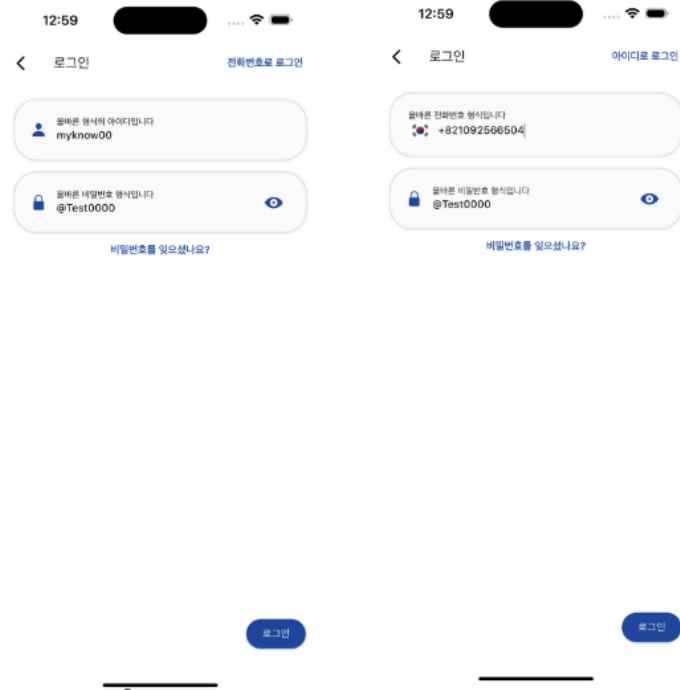 12:59
로그인
전화번호로 로그인
올바른 형식의 아이디입니다
myknow00
올바른 비밀번호 형식입니다
@Test0000
비밀번호를 잊으셨나요?
로그인
12:59
로그인
아이디로 로그인
올바른 전화번호 형식입니다
+821092566504
올바른 비밀번호 형식입니다
@Test0000
비밀번호를 잊으셨나요?
로그인